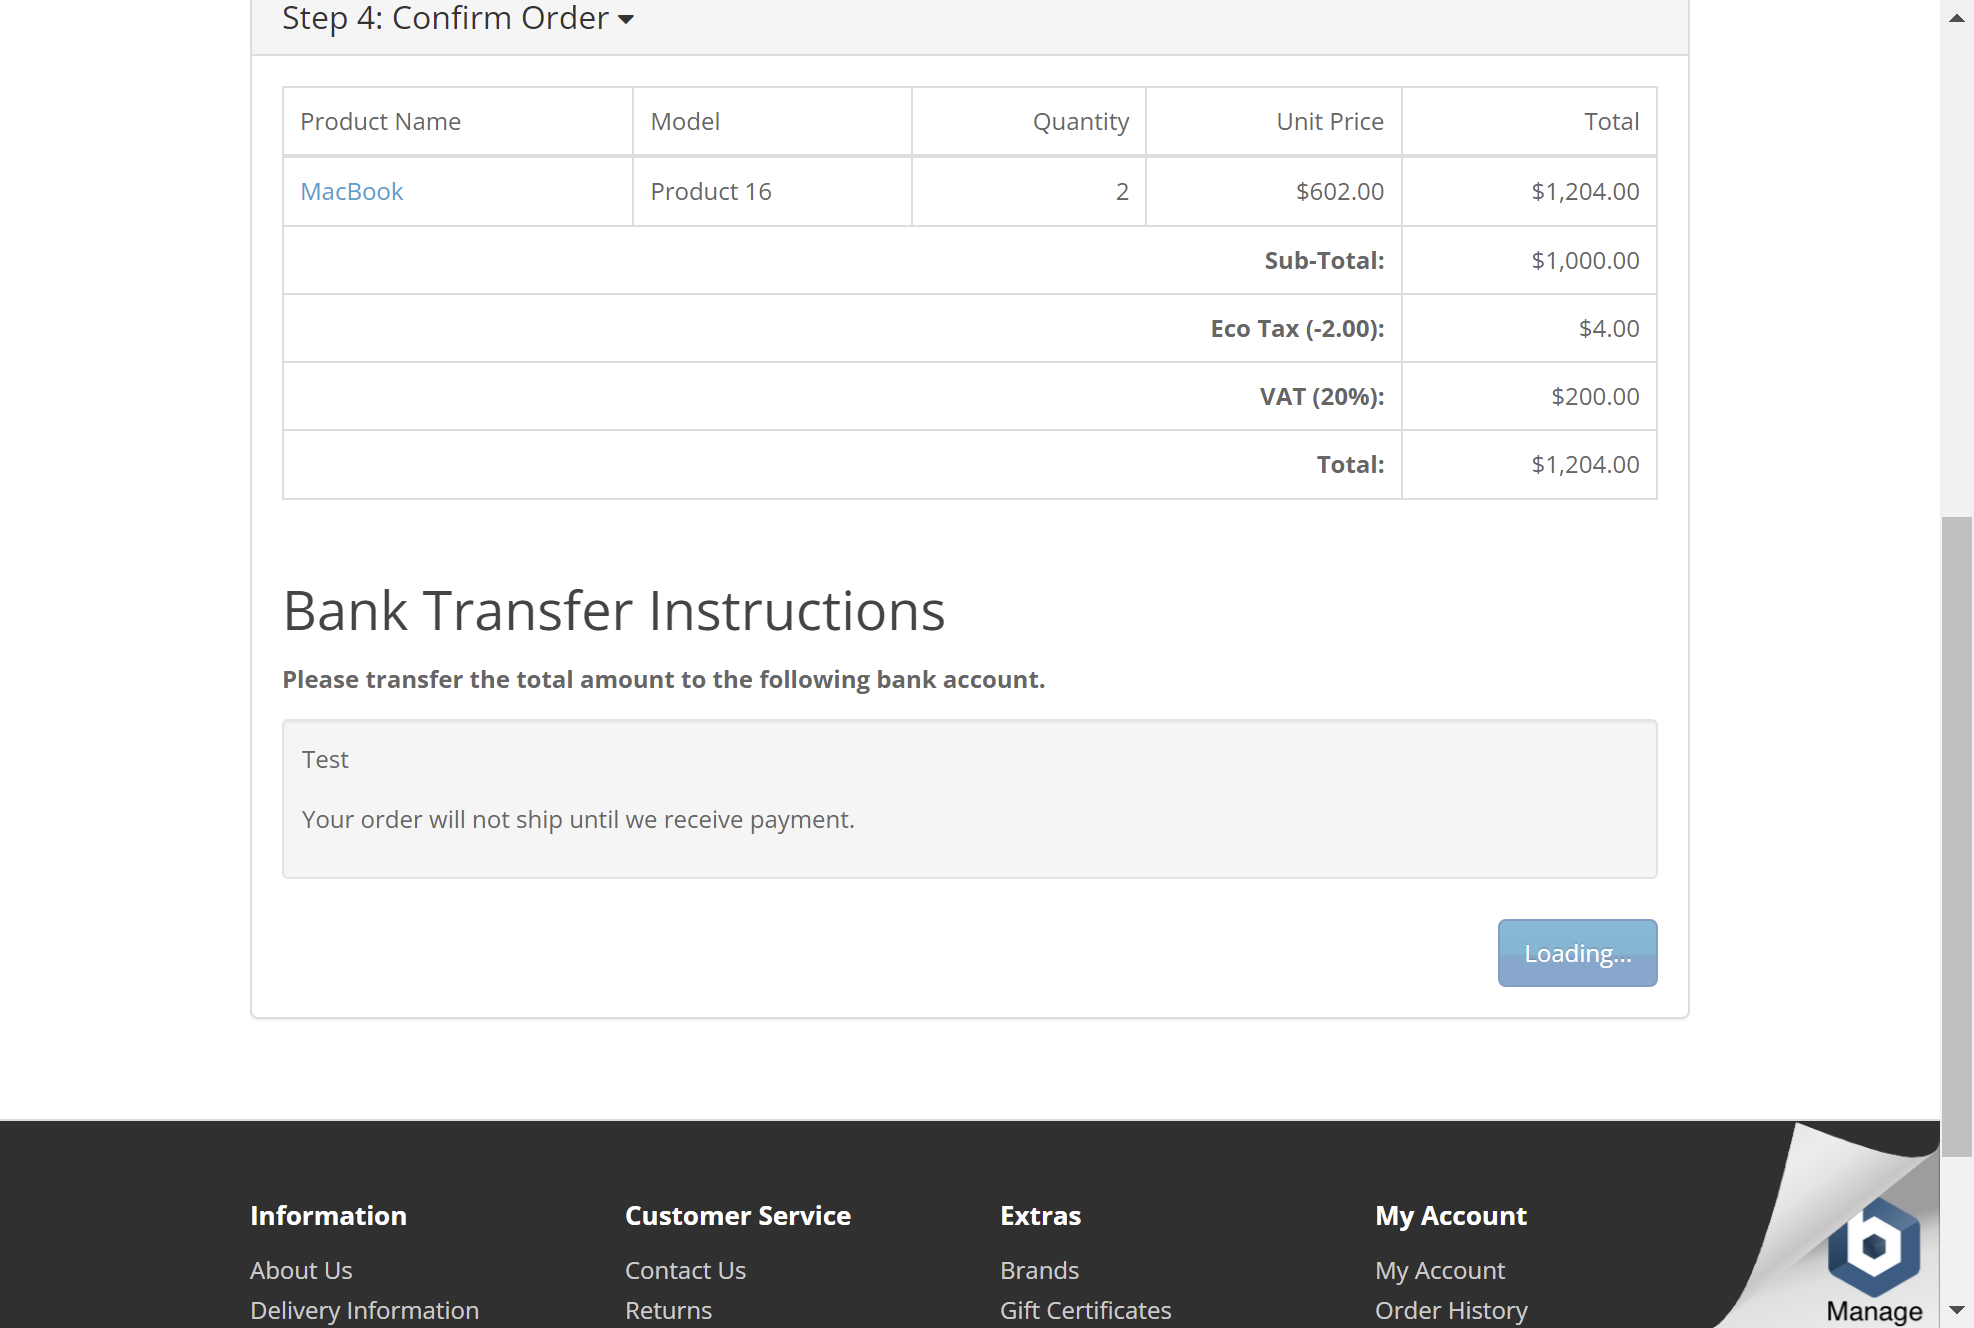 Step 4: Confirm Order
Product Name Model Quantity Unit Price Total
MacBook Product 16 2 $602.00 $1,204.00
Sub-Total: $1,000.00
Eco Tax (-2.00): $4.00
VAT (20%): $200.00
Total: $1,204.00
Bank Transfer Instructions
Please transfer the total amount to the following bank account.
Test
Your order will not ship until we receive payment.
Loading...
Information Customer Service Extras My Account
About Us Contact Us Brands My Account
Delivery Information Returns Gift Certificates Order History
Manage